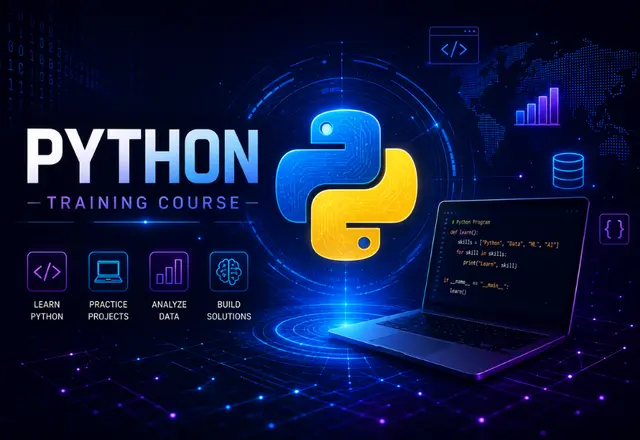 PYTHON
TRAINING COURSE
</>
LEARN
PYTHON
PRACTICE
PROJECTS
ANALYZE
DATA
BUILD
SOLUTIONS
</>
{ }
# Python Program
def learn():
skills = ["Python", "Data", "ML", "AI"]
for skill in skills:
print("Learn", skill)
if __name__ == "__main__":
learn()